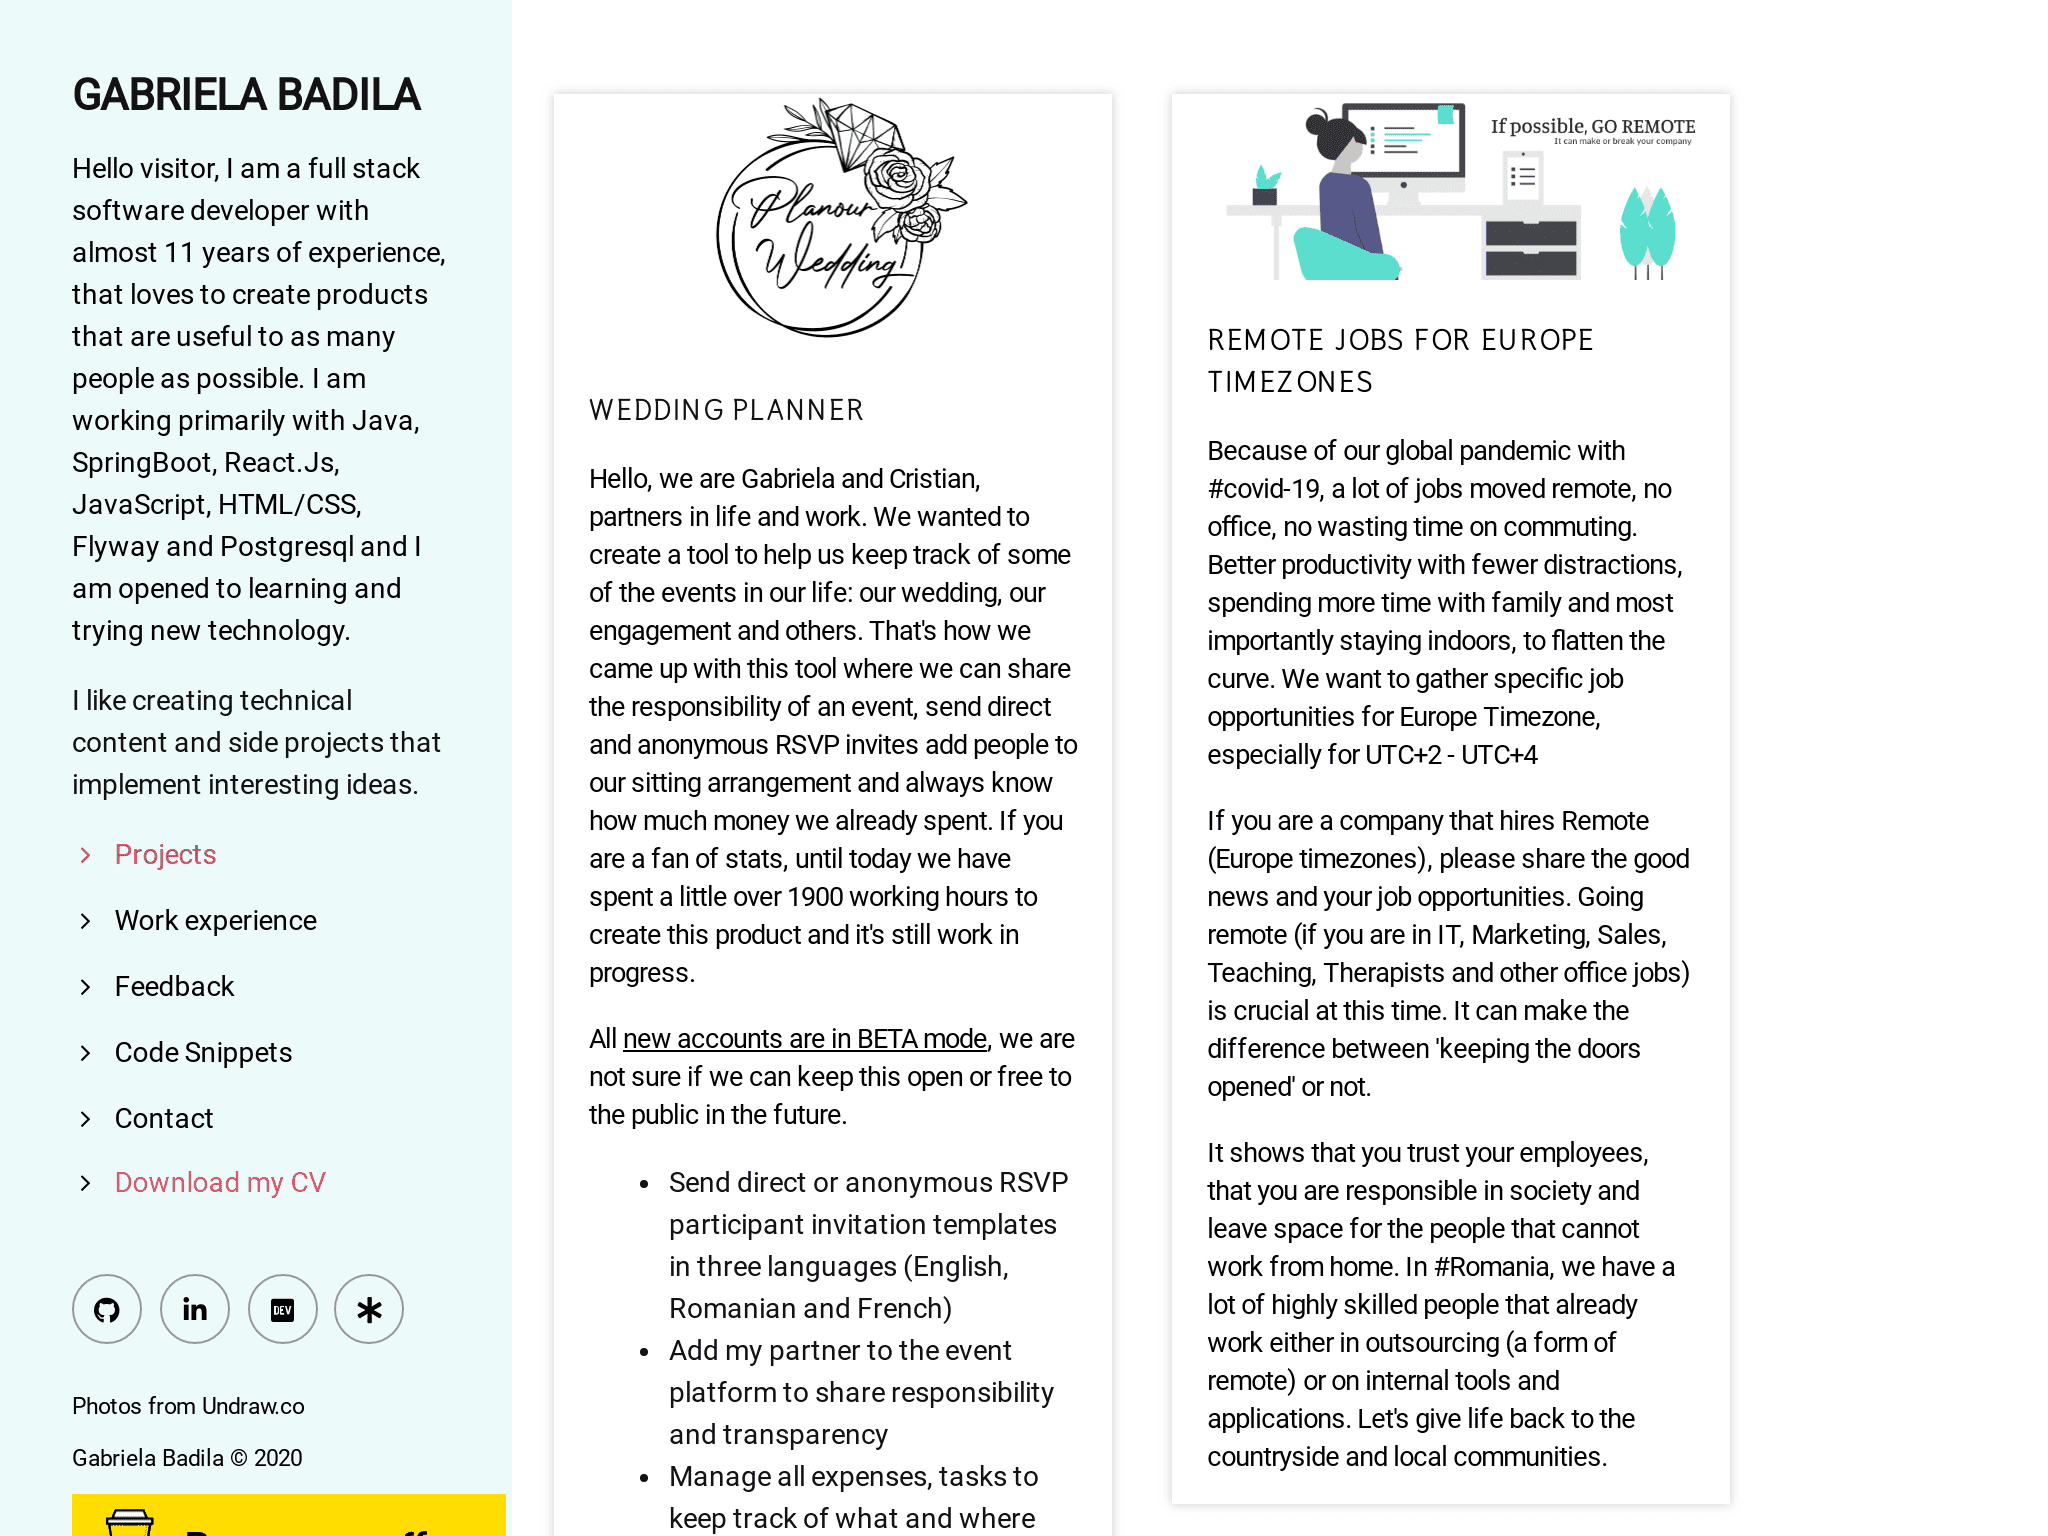 GABRIELA BADILA
Hello visitor, I am a full stack
software developer with
almost 11 years of experience,
that loves to create products
that are useful to as many
people as possible. I am
working primarily with Java,
SpringBoot, React.Js,
JavaScript, HTML/CSS,
Flyway and Postgresql and I
am opened to learning and
trying new technology.
I like creating technical
content and side projects that
implement interesting ideas.
Projects
Work experience
Feedback
Code Snippets
Contact
Download my CV
DEV
Photos from Undraw.co
Gabriela Badila © 2020
Planour
Wedding
WEDDING PLANNER
Hello, we are Gabriela and Cristian,
partners in life and work. We wanted to
create a tool to help us keep track of some
of the events in our life: our wedding, our
engagement and others. That's how we
came up with this tool where we can share
the responsibility of an event, send direct
and anonymous RSVP invites add people to
our sitting arrangement and always know
how much money we already spent. If you
are a fan of stats, until today we have
spent a little over 1900 working hours to
create this product and it's still work in
progress.
All new accounts are in BETA mode, we are
not sure if we can keep this open or free to
the public in the future.
• Send direct or anonymous RSVP
participant invitation templates
in three languages (English,
Romanian and French)
• Add my partner to the event
platform to share responsibility
and transparency
• Manage all expenses, tasks to
keep track of what and where
If possible, GO REMOTE
It can make or break your company
REMOTE JOBS FOR EUROPE
TIMEZONES
Because of our global pandemic with
#covid-19, a lot of jobs moved remote, no
office, no wasting time on commuting.
Better productivity with fewer distractions,
spending more time with family and most
importantly staying indoors, to flatten the
curve. We want to gather specific job
opportunities for Europe Timezone,
especially for UTC+2 - UTC+4
If you are a company that hires Remote
(Europe timezones), please share the good
news and your job opportunities. Going
remote (if you are in IT, Marketing, Sales,
Teaching, Therapists and other office jobs)
is crucial at this time. It can make the
difference between 'keeping the doors
opened' or not.
It shows that you trust your employees,
that you are responsible in society and
leave space for the people that cannot
work from home. In #Romania, we have a
lot of highly skilled people that already
work either in outsourcing (a form of
remote) or on internal tools and
applications. Let's give life back to the
countryside and local communities.